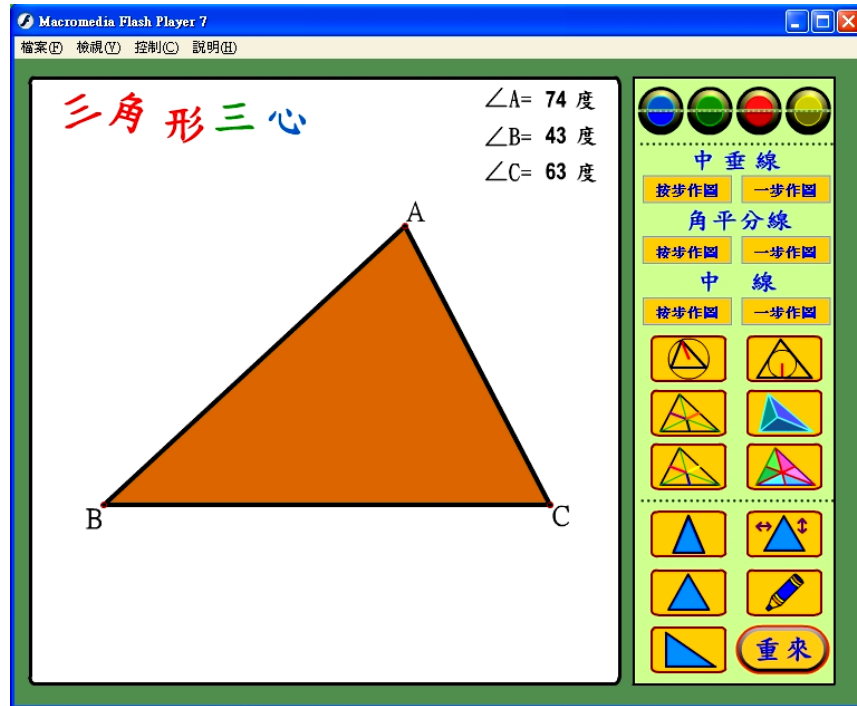 Macromedia Flash Player 7
檔案(F) 檢視(V) 控制(C) 說明(H)
三角形三心
∠A= 74 度
∠B= 43 度
∠C= 63 度
A
B
C
中垂線
按步作圖 一步作圖
角平分線
按步作圖 一步作圖
中 線
按步作圖 一步作圖
重來